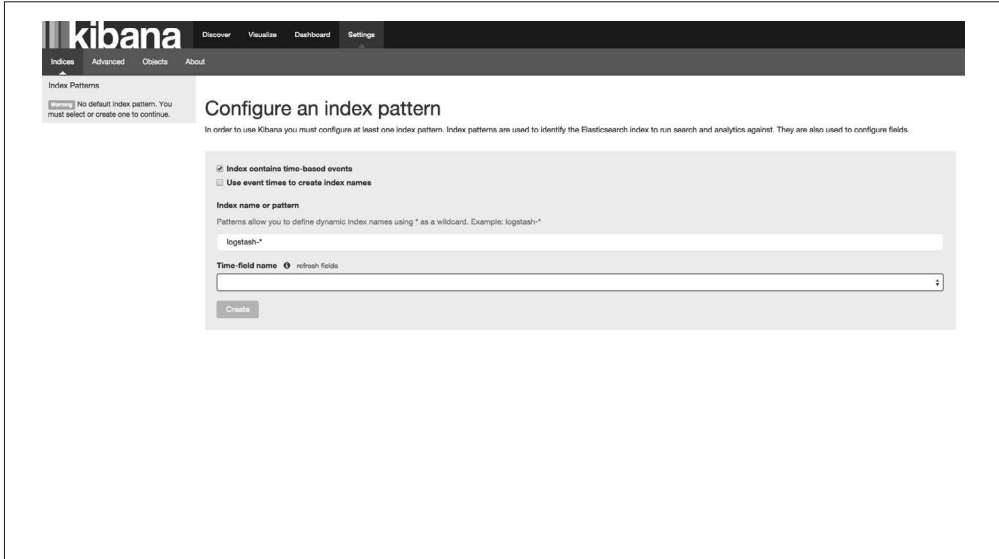 kibana
Discover Visualize Dashboard Settings
Indices Advanced Objects About
Index Patterns
Warning No default index pattern. You
must select or create one to continue.
Configure an index pattern
In order to use Kibana you must configure at least one index pattern. Index patterns are used to identify the Elasticsearch index to run search and analytics against. They are also used to configure fields.
Index contains time-based events
Use event times to create index names
Index name or pattern
Patterns allow you to define dynamic index names using * as a wildcard. Example: logstash-*
logstash-*
Time-field name refresh fields
Create